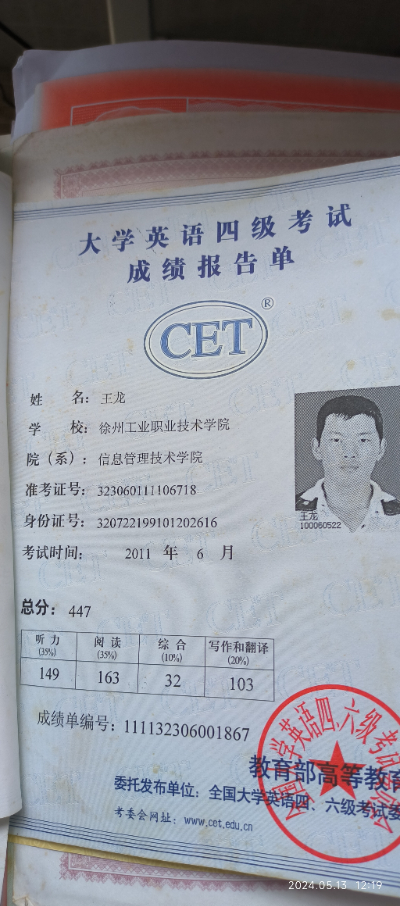 大学英语四级考试
成绩报告单
CET®
姓 名： 王龙
学 校： 徐州工业职业技术学院
院（系）： 信息管理技术学院
准考证号： 323060111106718
身份证号： 320722199101202616
考试时间： 2011 年 6 月
王龙
100060522
总分： 447
听力 阅读 综合 写作和翻译
(35%) (35%) (10%) (20%)
149 163 32 103
成绩单编号： 111132306001867
教育部高等教育
委托发布单位：全国大学英语四、六级考试委
考委会网址：www.cet.edu.cn
2024.05.13 12:19